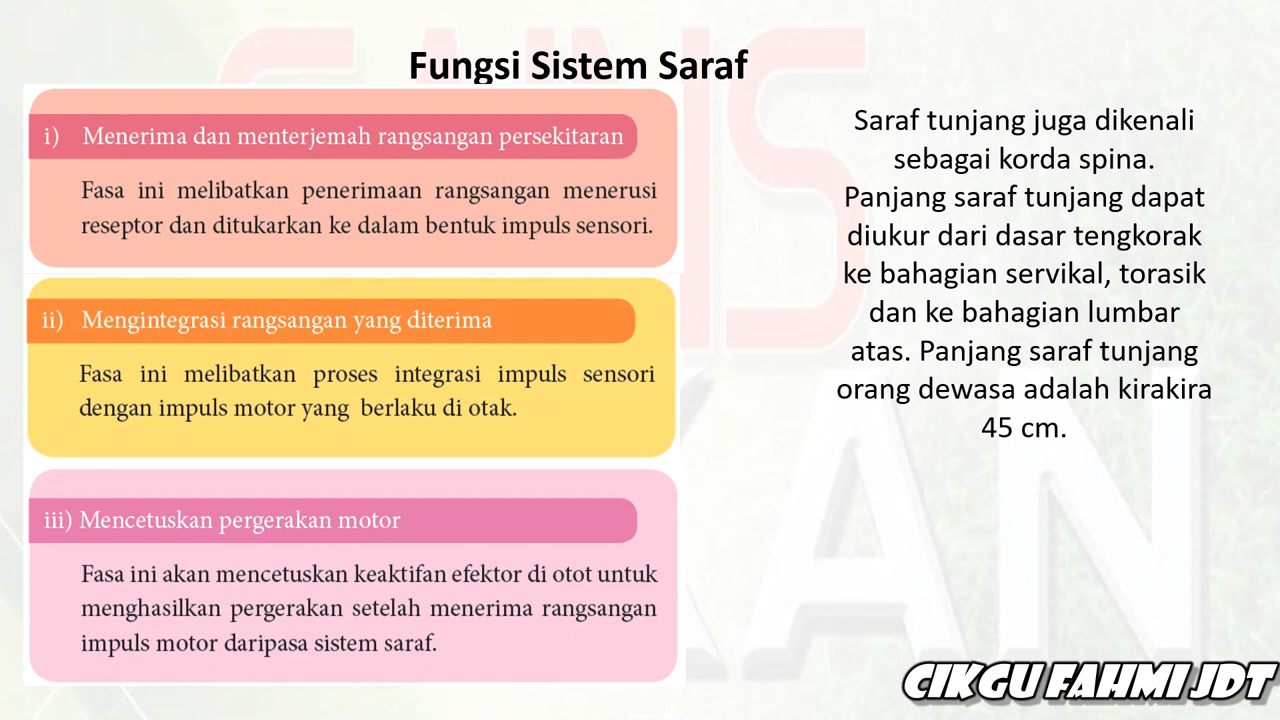 Fungsi Sistem Saraf
i) Menerima dan menterjemah rangsangan persekitaran
Fasa ini melibatkan penerimaan rangsangan menerusi
reseptor dan ditukarkan ke dalam bentuk impuls sensori.
ii) Mengintegrasi rangsangan yang diterima
Fasa ini melibatkan proses integrasi impuls sensori
dengan impuls motor yang berlaku di otak.
iii) Mencetuskan pergerakan motor
Fasa ini akan mencetuskan keaktifan efektor di otot untuk
menghasilkan pergerakan setelah menerima rangsangan
impuls motor daripasa sistem saraf.
Saraf tunjang juga dikenali
sebagai korda spina.
Panjang saraf tunjang dapat
diukur dari dasar tengkorak
ke bahagian servikal, torasik
dan ke bahagian lumbar
atas. Panjang saraf tunjang
orang dewasa adalah kirakira
45 cm.
CIKGU FAHMI JDT